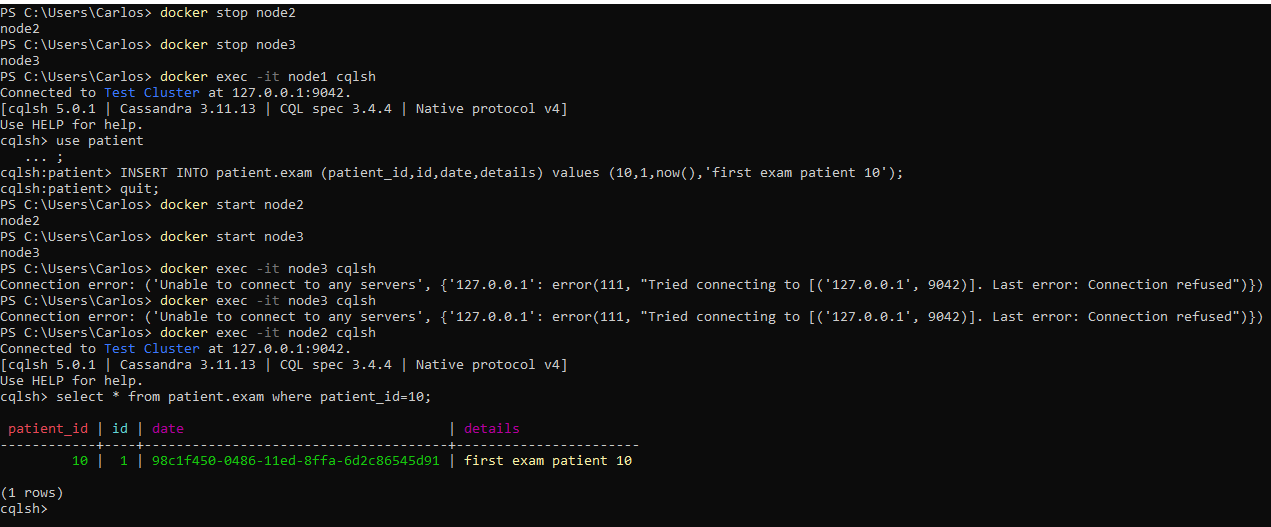 PS C:\Users\Carlos> docker stop node2
node2
PS C:\Users\Carlos> docker stop node3
node3
PS C:\Users\Carlos> docker exec -it node1 cqlsh
Connected to Test Cluster at 127.0.0.1:9042.
[cqlsh 5.0.1 | Cassandra 3.11.13 | CQL spec 3.4.4 | Native protocol v4]
Use HELP for help.
cqlsh> use patient
   ... ;
cqlsh:patient> INSERT INTO patient.exam (patient_id,id,date,details) values (10,1,now(),'first exam patient 10');
cqlsh:patient> quit;
PS C:\Users\Carlos> docker start node2
node2
PS C:\Users\Carlos> docker start node3
node3
PS C:\Users\Carlos> docker exec -it node3 cqlsh
Connection error: ('Unable to connect to any servers', {'127.0.0.1': error(111, "Tried connecting to [('127.0.0.1', 9042)]. Last error: Connection refused")})
PS C:\Users\Carlos> docker exec -it node3 cqlsh
Connection error: ('Unable to connect to any servers', {'127.0.0.1': error(111, "Tried connecting to [('127.0.0.1', 9042)]. Last error: Connection refused")})
PS C:\Users\Carlos> docker exec -it node2 cqlsh
Connected to Test Cluster at 127.0.0.1:9042.
[cqlsh 5.0.1 | Cassandra 3.11.13 | CQL spec 3.4.4 | Native protocol v4]
Use HELP for help.
cqlsh> select * from patient.exam where patient_id=10;
 patient_id | id | date                                 | details
------------+----+--------------------------------------+-----------------------
         10 |  1 | 98c1f450-0486-11ed-8ffa-6d2c86545d91 | first exam patient 10
(1 rows)
cqlsh>